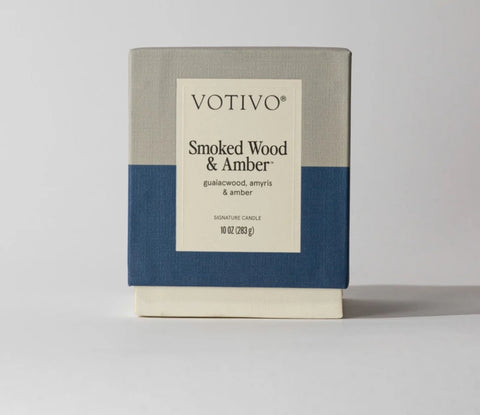 VOTIVO®
Smoked Wood
& Amber™
guaiacwood, amyris
& amber
SIGNATURE CANDLE
10 OZ (283 g)